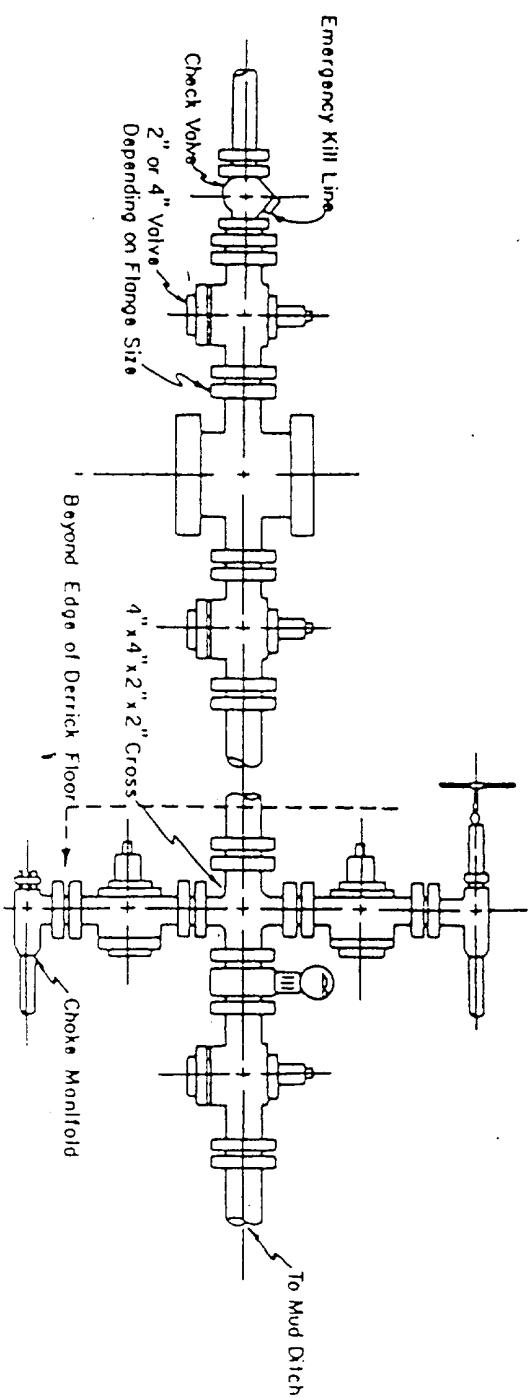 Emergency Kill Line
Check Valve
2" or 4" Valve
Depending on Flange Size
Beyond Edge of Derrick Floor
4"x4"x2"x2" Cross
Choke Manifold
To Mud Ditch